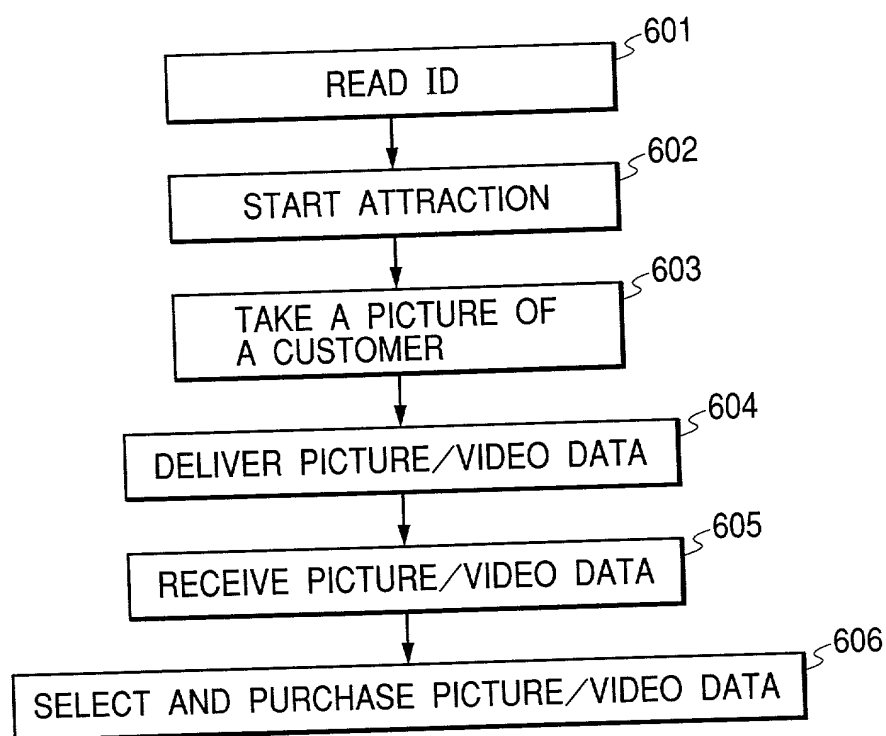 601
READ ID
602
START ATTRACTION
603
TAKE A PICTURE OF
A CUSTOMER
604
DELIVER PICTURE/VIDEO DATA
605
RECEIVE PICTURE/VIDEO DATA
606
SELECT AND PURCHASE PICTURE/VIDEO DATA